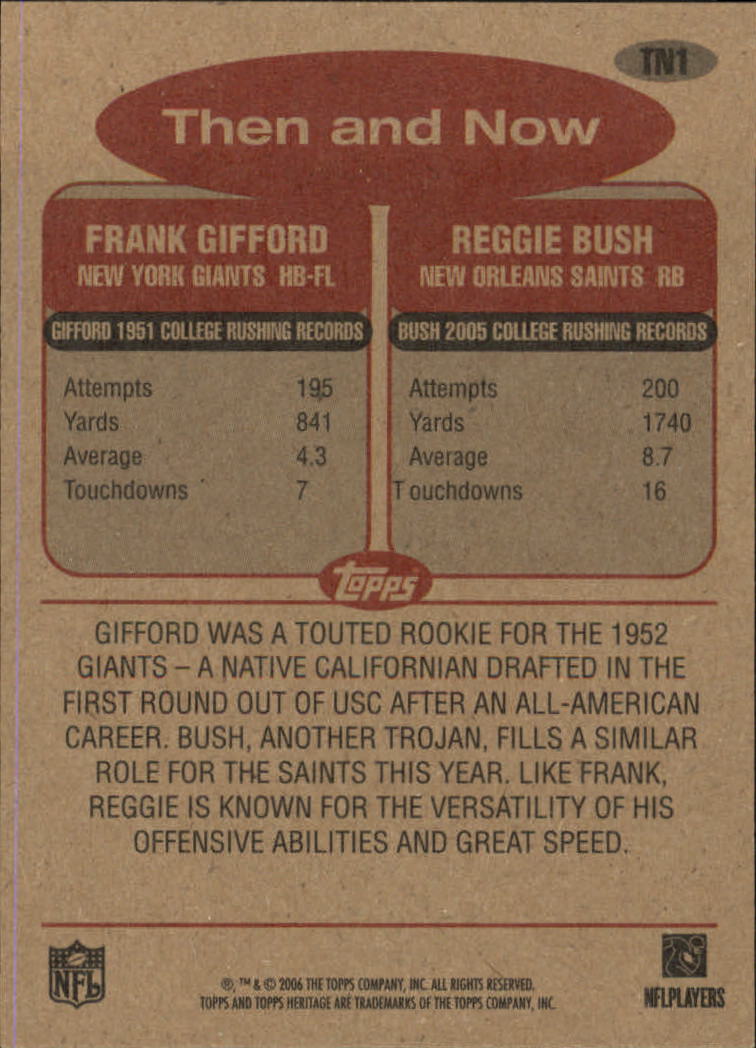 TN1
Then and Now
FRANK GIFFORD
NEW YORK GIANTS HB-FL
GIFFORD 1951 COLLEGE RUSHING RECORDS
Attempts 195
Yards 841
Average 4.3
Touchdowns 7
REGGIE BUSH
NEW ORLEANS SAINTS RB
BUSH 2005 COLLEGE RUSHING RECORDS
Attempts 200
Yards 1740
Average 8.7
T ouchdowns 16
Topps
GIFFORD WAS A TOUTED ROOKIE FOR THE 1952
GIANTS – A NATIVE CALIFORNIAN DRAFTED IN THE
FIRST ROUND OUT OF USC AFTER AN ALL-AMERICAN
CAREER. BUSH, ANOTHER TROJAN, FILLS A SIMILAR
ROLE FOR THE SAINTS THIS YEAR. LIKE FRANK,
REGGIE IS KNOWN FOR THE VERSATILITY OF HIS
OFFENSIVE ABILITIES AND GREAT SPEED.
NFL
®, ™ & © 2006 THE TOPPS COMPANY, INC. ALL RIGHTS RESERVED.
TOPPS AND TOPPS HERITAGE ARE TRADEMARKS OF THE TOPPS COMPANY, INC.
NFLPLAYERS